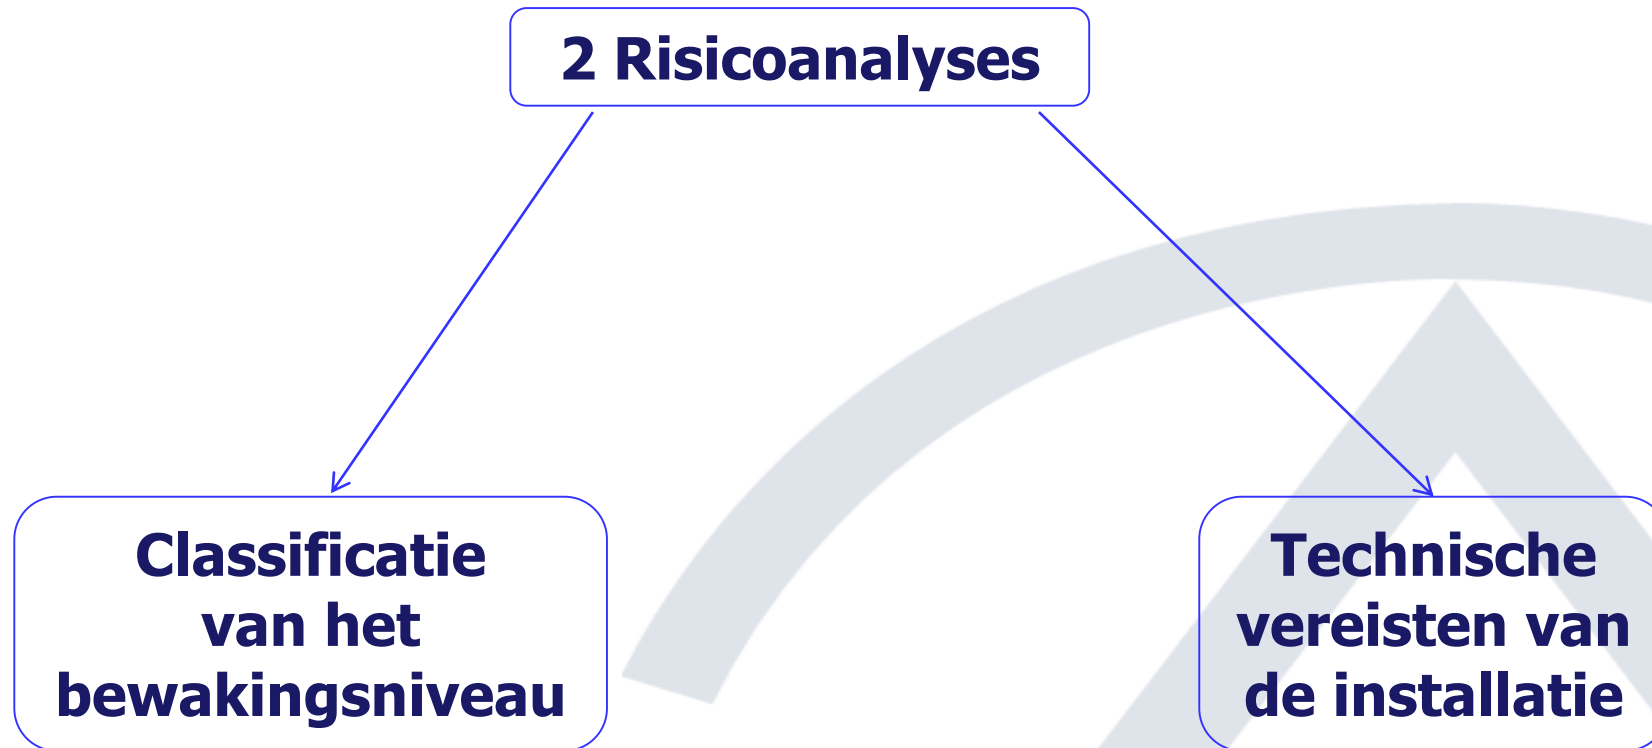 2 Risicoanalyses
Classificatie
van het
bewakingsniveau
Technische
vereisten van
de installatie